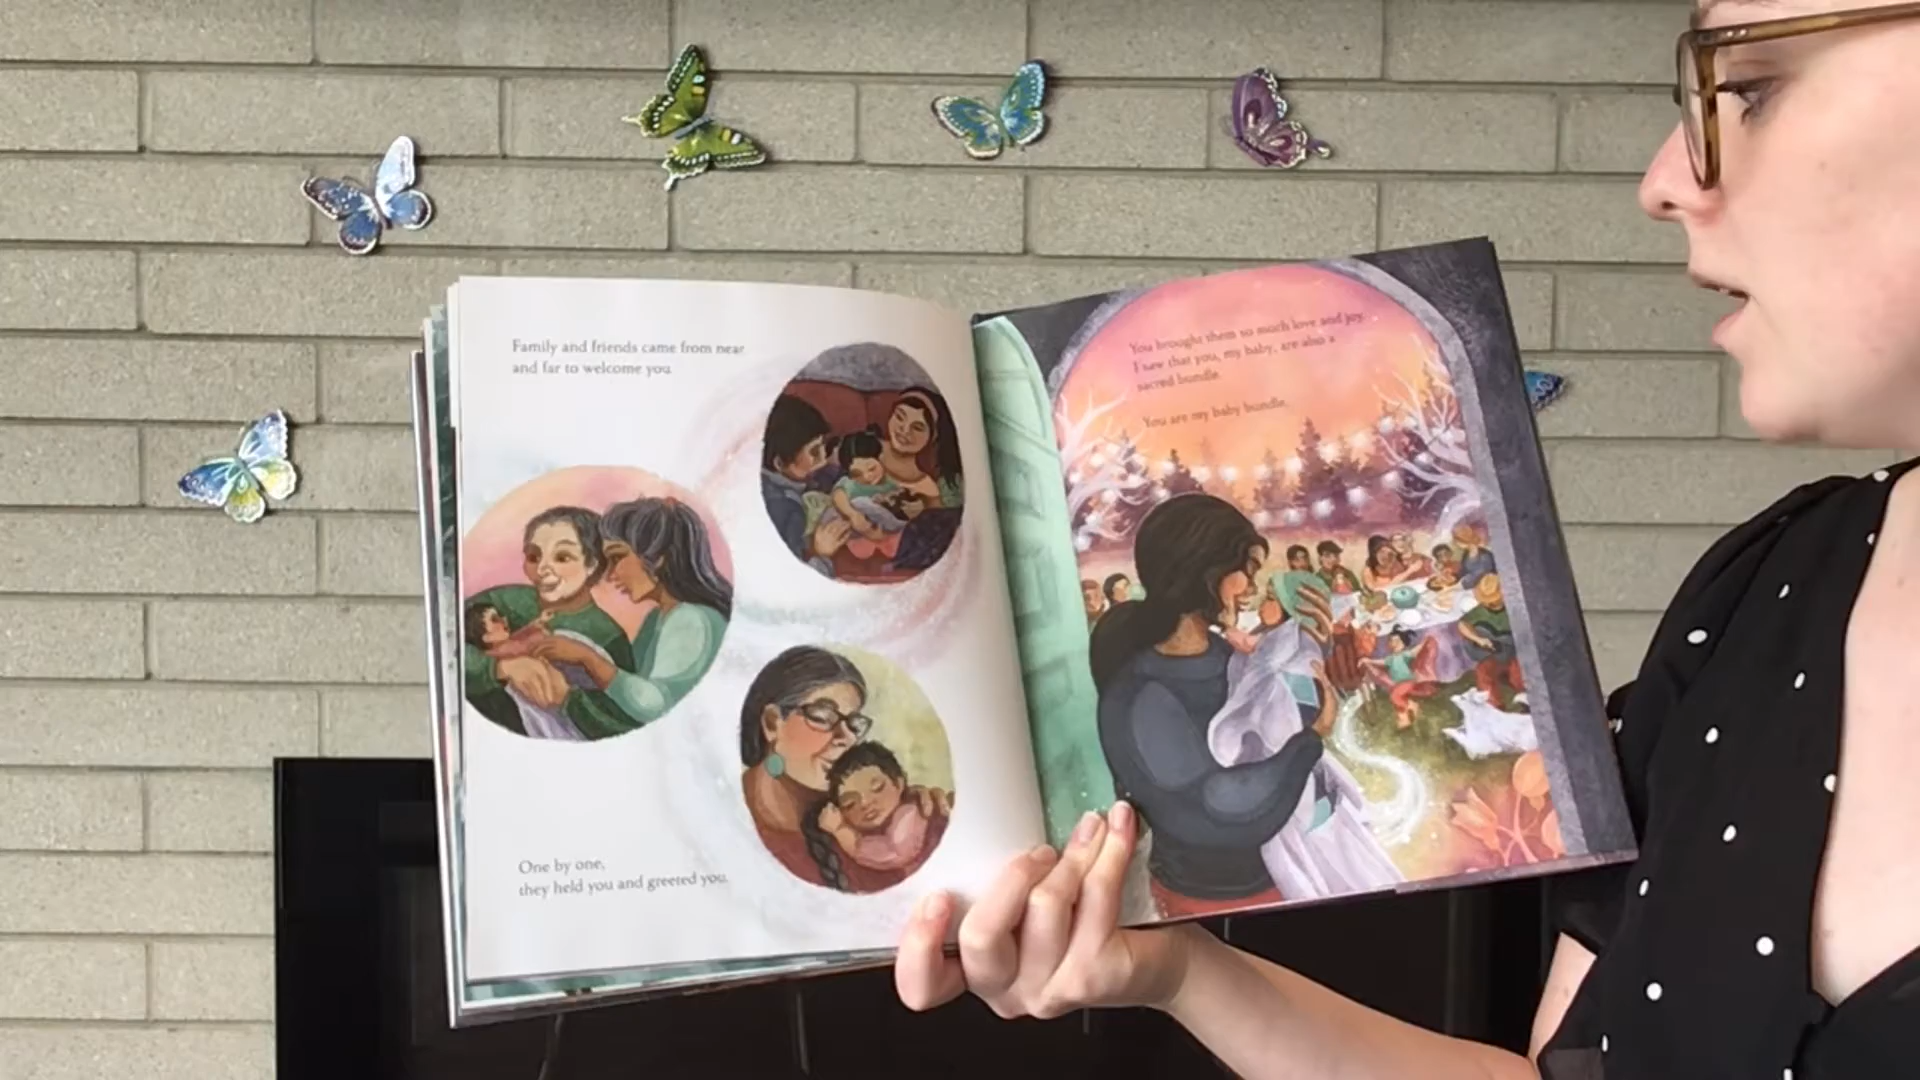 Family and friends came from near
and far to welcome you.
One by one,
they held you and greeted you.
You brought them so much love and joy.
I saw that you, my baby, are also a
sacred bundle.
You are my baby bundle.